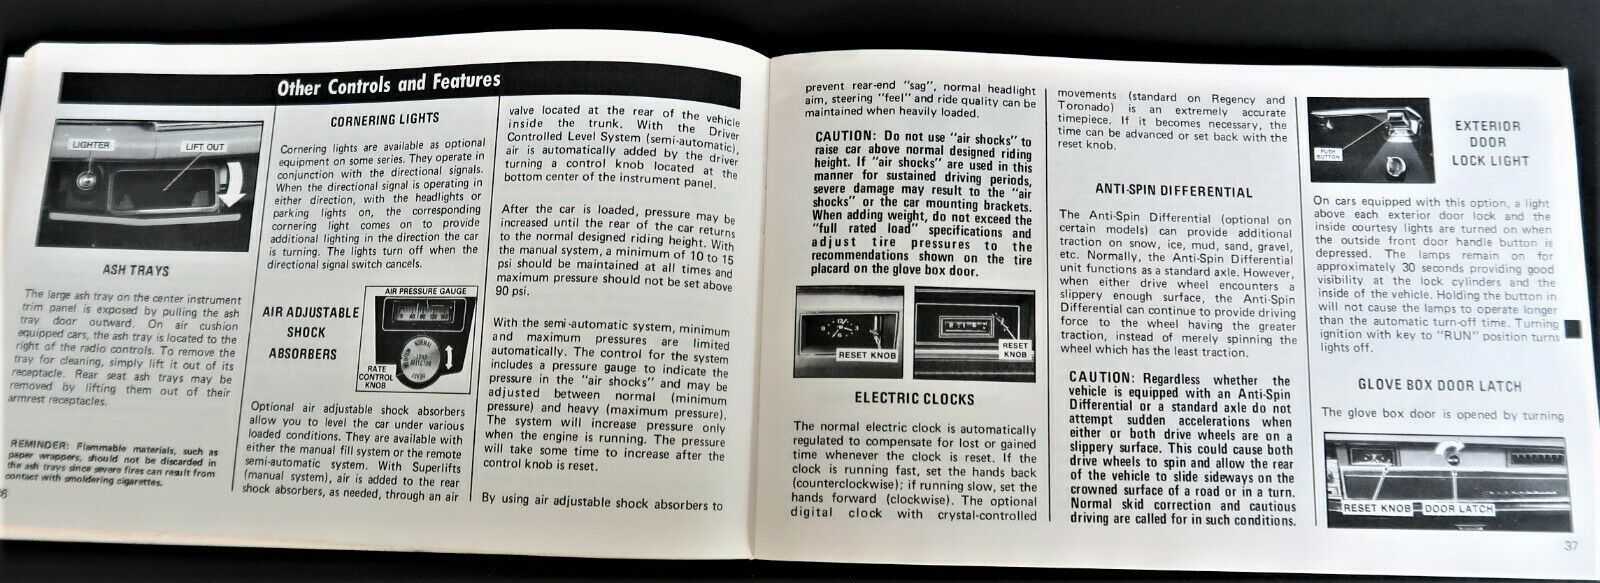 Other Controls and Features
LIGHTER
LIFT OUT
ASH TRAYS
The large ash tray on the center instrument
trim panel is exposed by pulling the ash
tray door outward. On air cushion
equipped cars, the ash tray is located to the
right of the radio controls. To remove the
tray for cleaning, simply lift it out of its
receptacle. Rear seat ash trays may be
removed by lifting them out of their
armrest receptacles.
REMINDER: Flammable materials, such as
paper wrappers, should not be discarded in
the ash trays since severe fires can result from
contact with smoldering cigarettes.
CORNERING LIGHTS
Cornering lights are available as optional
equipment on some series. They operate in
conjunction with the directional signals.
When the directional signal is operating in
either direction, with the headlights or
parking lights on, the corresponding
cornering light comes on to provide
additional lighting in the direction the car
is turning. The lights turn off when the
directional signal switch cancels.
AIR ADJUSTABLE
SHOCK
ABSORBERS
AIR PRESSURE GAUGE
0 40 80 120 160
NORMAL
HEAVY
RATE
CONTROL
KNOB
Optional air adjustable shock absorbers
allow you to level the car under various
loaded conditions. They are available with
either the manual fill system or the remote
semi-automatic system. With Superlifts
(manual system), air is added to the rear
shock absorbers, as needed, through an air
valve located at the rear of the vehicle
inside the trunk. With the Driver
Controlled Level System (semi-automatic),
air is automatically added by the driver
turning a control knob located at the
bottom center of the instrument panel.
After the car is loaded, pressure may be
increased until the rear of the car returns
to the normal designed riding height. With
the manual system, a minimum of 10 to 15
psi should be maintained at all times and
maximum pressure should not be set above
90 psi.
With the semi-automatic system, minimum
and maximum pressures are limited
automatically. The control for the system
includes a pressure gauge to indicate the
pressure in the "air shocks" and may be
adjusted between normal (minimum
pressure) and heavy (maximum pressure).
The system will increase pressure only
when the engine is running. The pressure
will take some time to increase after the
control knob is reset.
By using air adjustable shock absorbers to
prevent rear-end "sag", normal headlight
aim, steering "feel" and ride quality can be
maintained when heavily loaded.
CAUTION: Do not use "air shocks" to
raise car above normal designed riding
height. If "air shocks" are used in this
manner for sustained driving periods,
severe damage may result to the "air
shocks" or the car mounting brackets.
When adding weight, do not exceed the
"full rated load" specifications and
adjust tire pressures to the
recommendations shown on the tire
placard on the glove box door.
RESET KNOB
RESET
KNOB
ELECTRIC CLOCKS
The normal electric clock is automatically
regulated to compensate for lost or gained
time whenever the clock is reset. If the
clock is running fast, set the hands back
(counterclockwise); if running slow, set the
hands forward (clockwise). The optional
digital clock with crystal-controlled
movements (standard on Regency and
Toronado) is an extremely accurate
timepiece. If it becomes necessary, the
time can be advanced or set back with the
reset knob.
ANTI-SPIN DIFFERENTIAL
The Anti-Spin Differential (optional on
certain models) can provide additional
traction on snow, ice, mud, sand, gravel,
etc. Normally, the Anti-Spin Differential
unit functions as a standard axle. However,
when either drive wheel encounters a
slippery enough surface, the Anti-Spin
Differential can continue to provide driving
force to the wheel having the greater
traction, instead of merely spinning the
wheel which has the least traction.
CAUTION: Regardless whether the
vehicle is equipped with an Anti-Spin
Differential or a standard axle do not
attempt sudden accelerations when
either or both drive wheels are on a
slippery surface. This could cause both
drive wheels to spin and allow the rear
of the vehicle to slide sideways on the
crowned surface of a road or in a turn.
Normal skid correction and cautious
driving are called for in such conditions.
PUSH
BUTTON
EXTERIOR
DOOR
LOCK LIGHT
On cars equipped with this option, a light
above each exterior door lock and the
inside courtesy lights are turned on when
the outside front door handle button is
depressed. The lamps remain on for
approximately 30 seconds providing good
visibility at the lock cylinders and the
inside of the vehicle. Holding the button in
will not cause the lamps to operate longer
than the automatic turn-off time. Turning
ignition with key to "RUN" position turns
lights off.
GLOVE BOX DOOR LATCH
The glove box door is opened by turning
RESET KNOB
DOOR LATCH
37